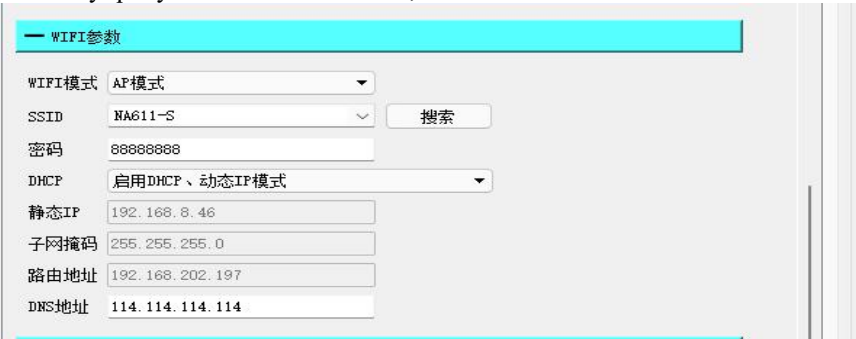 一 WIFI参数
WIFI模式 AP模式
SSID NA611-S 搜索
密码 88888888
DHCP 启用DHCP、动态IP模式
静态IP 192.168.8.46
子网掩码 255.255.255.0
路由地址 192.168.202.197
DNS地址 114.114.114.114